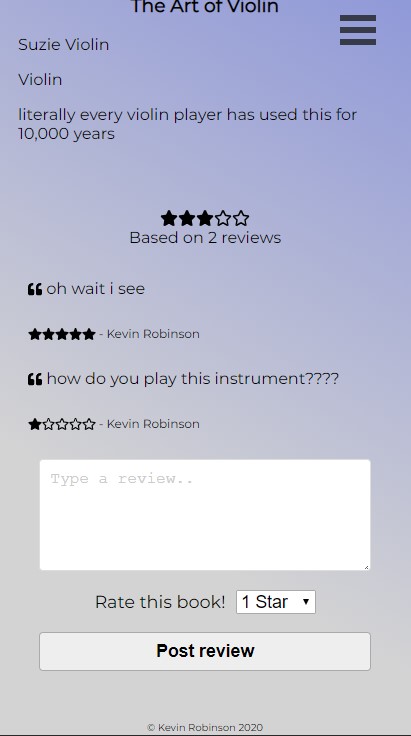 The Art of Violin
Suzie Violin
Violin
literally every violin player has used this for
10,000 years
Based on 2 reviews
oh wait i see
- Kevin Robinson
how do you play this instrument????
- Kevin Robinson
Type a review..
Rate this book! 1 Star
Post review
© Kevin Robinson 2020